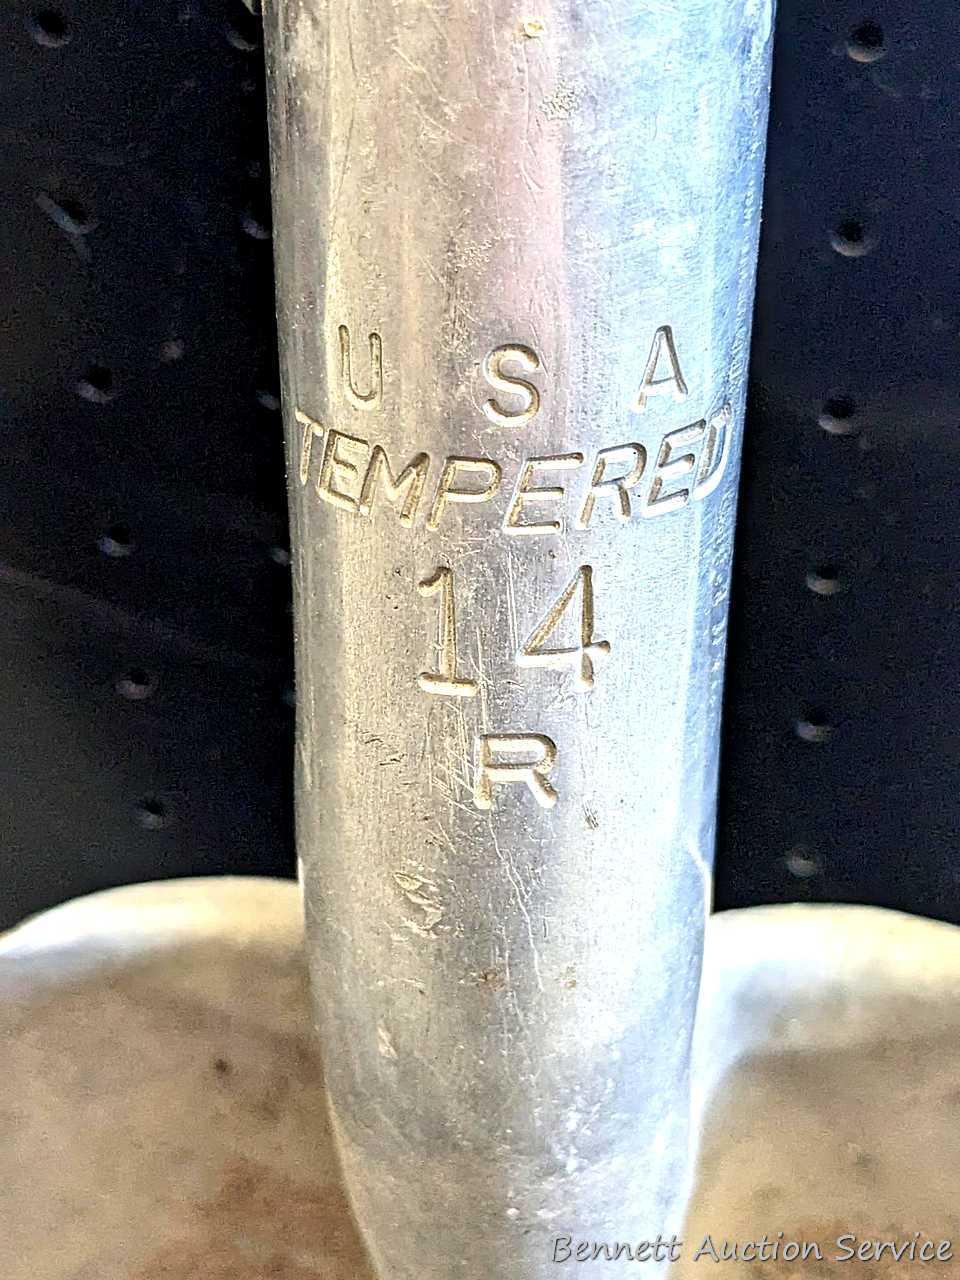 U S A
TEMPERED
14
R
Bennett Auction Service